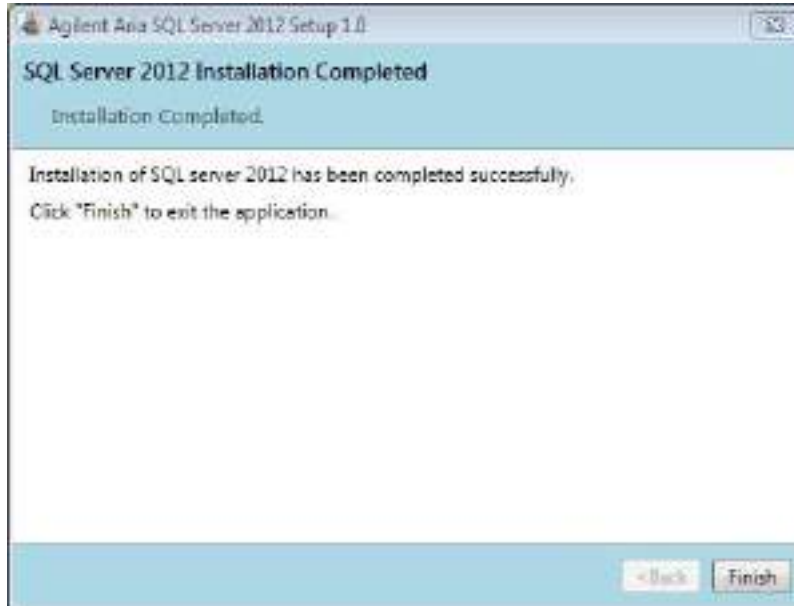 Agilent Aria SQL Server 2012 Setup 1.0
SQL Server 2012 Installation Completed
Installation Completed.
Installation of SQL server 2012 has been completed successfully.
Click "Finish" to exit the application.
<Back
Finish